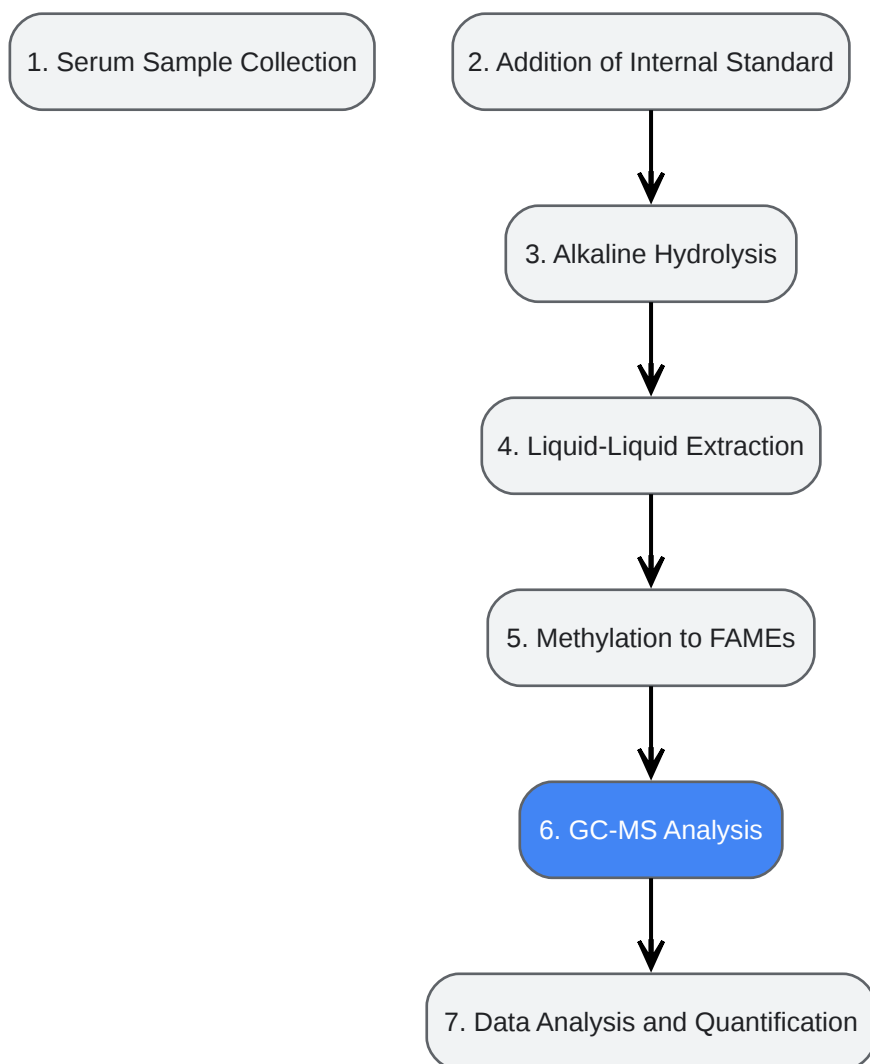 1. Serum Sample Collection
2. Addition of Internal Standard
3. Alkaline Hydrolysis
4. Liquid-Liquid Extraction
5. Methylation to FAMEs
6. GC-MS Analysis
7. Data Analysis and Quantification